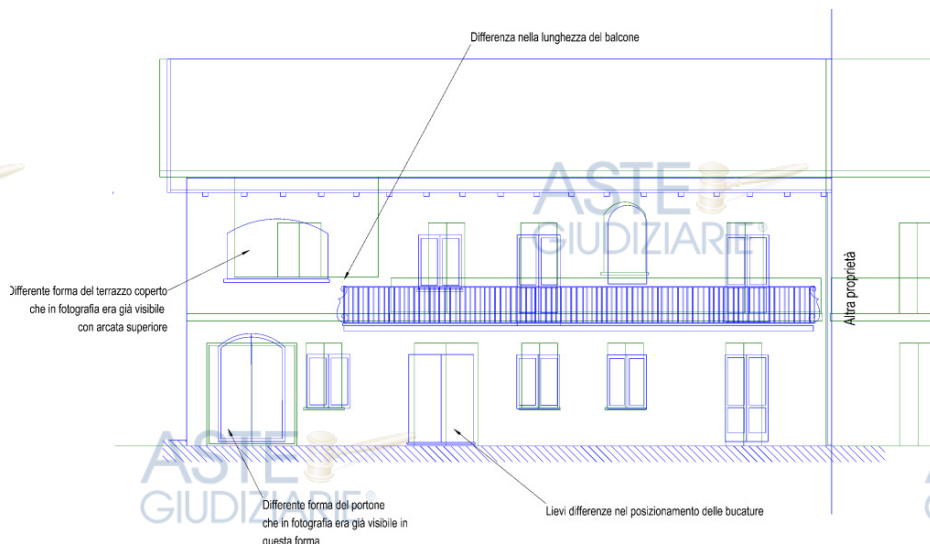 Differenza nella lunghezza del balcone
ASTE
GIUDIZIARIE®
Differente forma del terrazzo coperto
che in fotografia era già visibile
con arcata superiore
Altra proprietà
ASTE
GIUDIZIARIE®
Differente forma del portone
che in fotografia era già visibile in
questa forma
Lievi differenze nel posizionamento delle bucature